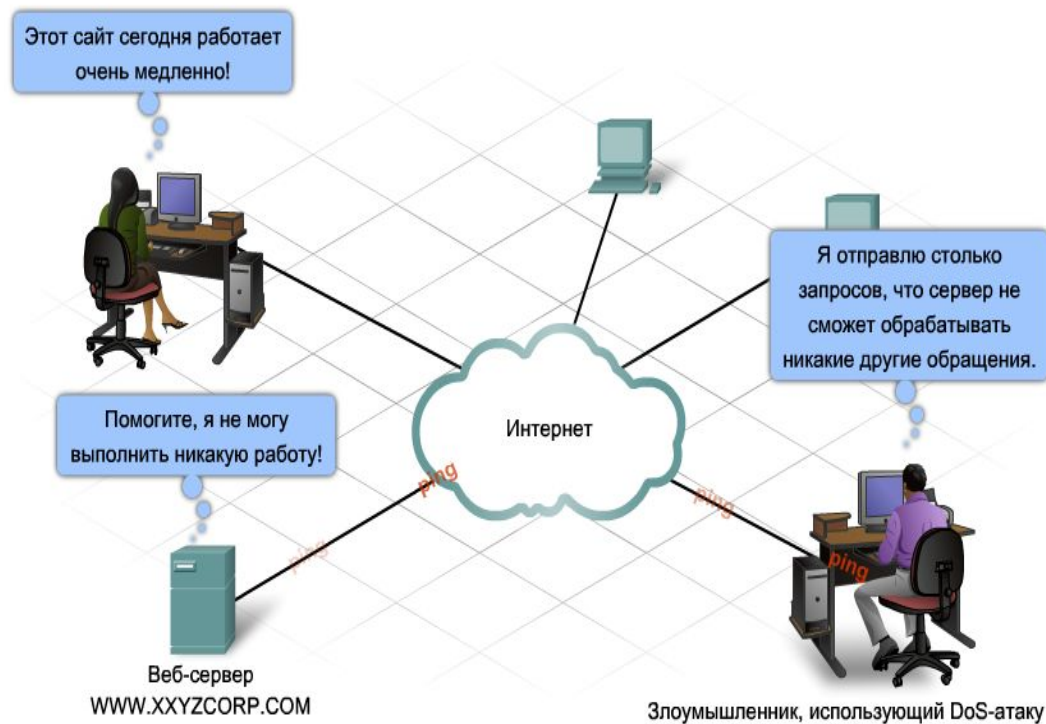 Этот сайт сегодня работает
очень медленно!
Я отправлю столько
запросов, что сервер не
сможет обрабатывать
никакие другие обращения.
Помогите, я не могу
выполнить никакую работу!
Интернет
ping
ping
ping
ping
Веб-сервер
WWW.XXYZCORP.COM
Злоумышленник, использующий DoS-атаку